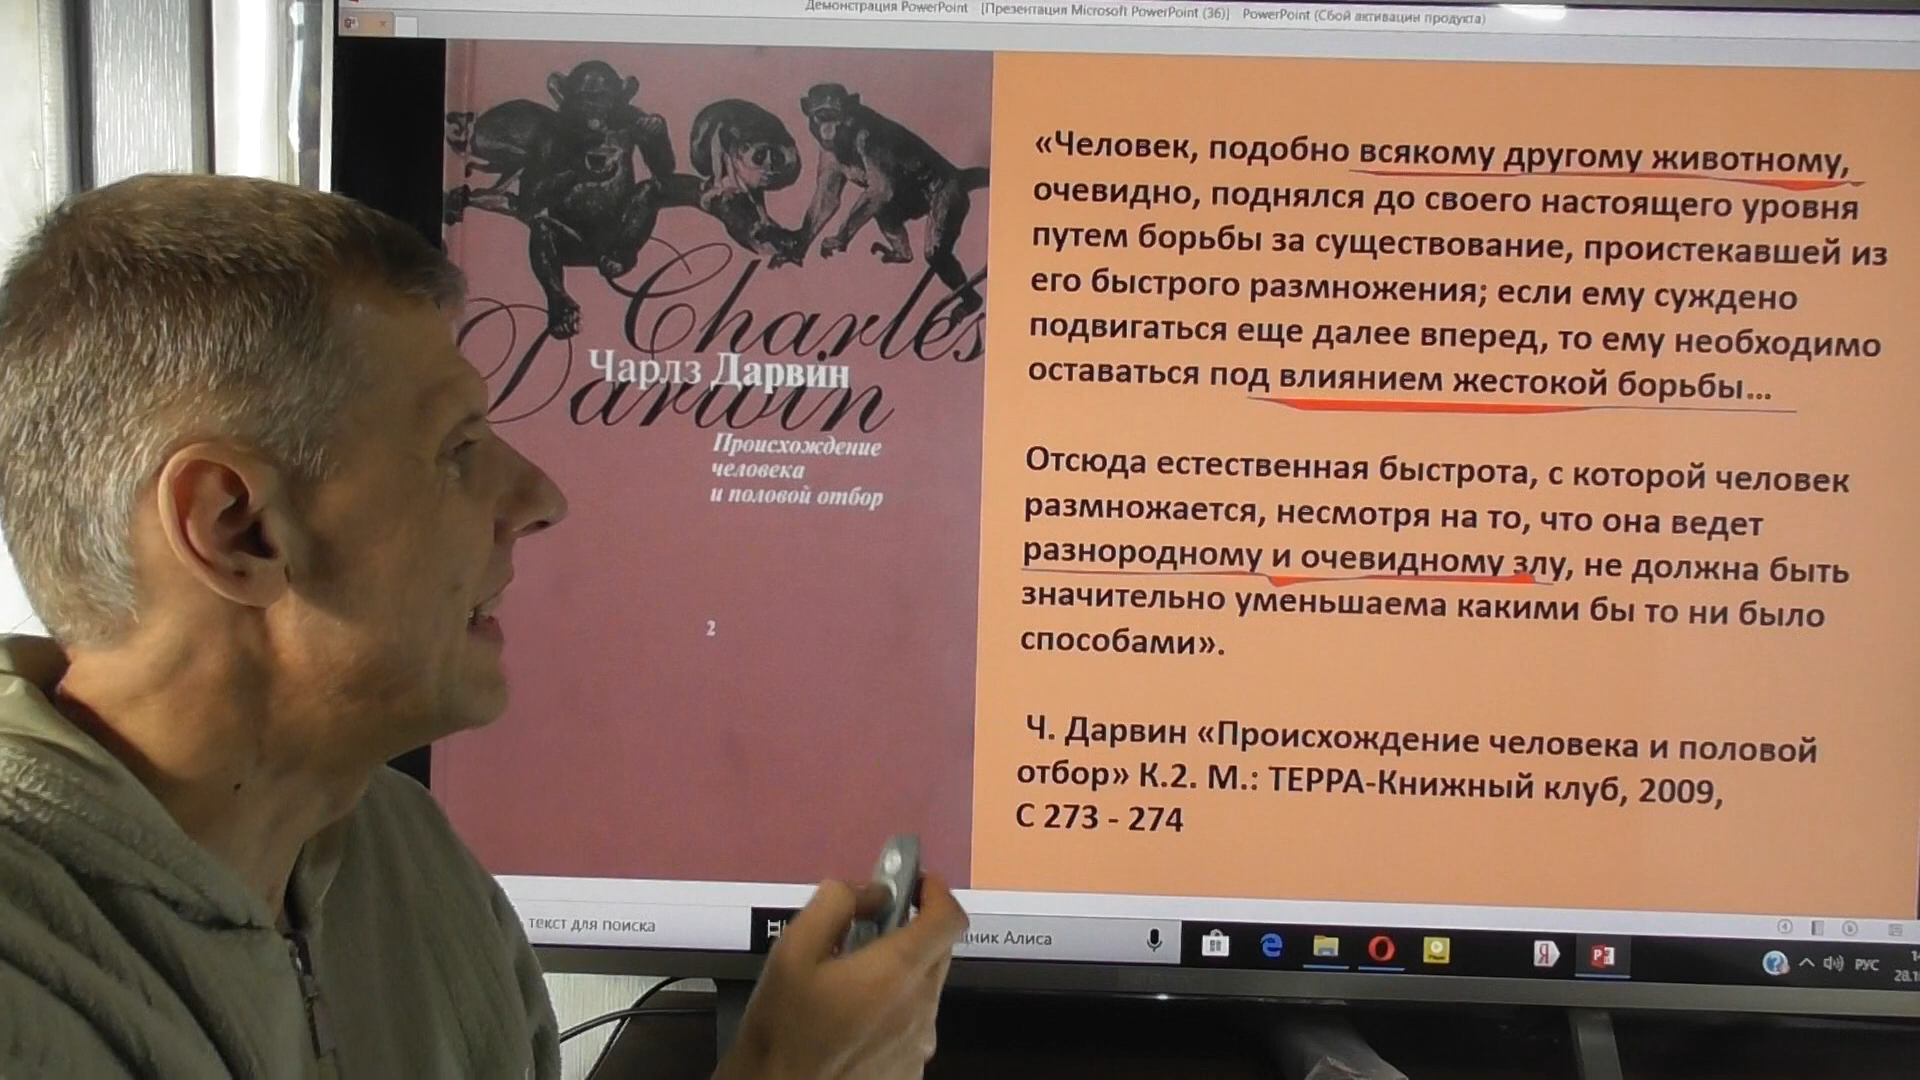 Демонстрация PowerPoint [Презентация Microsoft PowerPoint (36)] PowerPoint (Сбой активации продукта)
Charles
Darwin
Чарлз Дарвин
Происхождение
человека
и половой отбор
2
«Человек, подобно всякому другому животному,
очевидно, поднялся до своего настоящего уровня
путем борьбы за существование, проистекавшей из
его быстрого размножения; если ему суждено
подвигаться еще далее вперед, то ему необходимо
оставаться под влиянием жестокой борьбы...
Отсюда естественная быстрота, с которой человек
размножается, несмотря на то, что она ведет
разнородному и очевидному злу, не должна быть
значительно уменьшаема какими бы то ни было
способами».
Ч. Дарвин «Происхождение человека и половой
отбор» К.2. М.: ТЕРРА-Книжный клуб, 2009,
С 273 - 274
текст для поиска
Алиса
Я
РУС